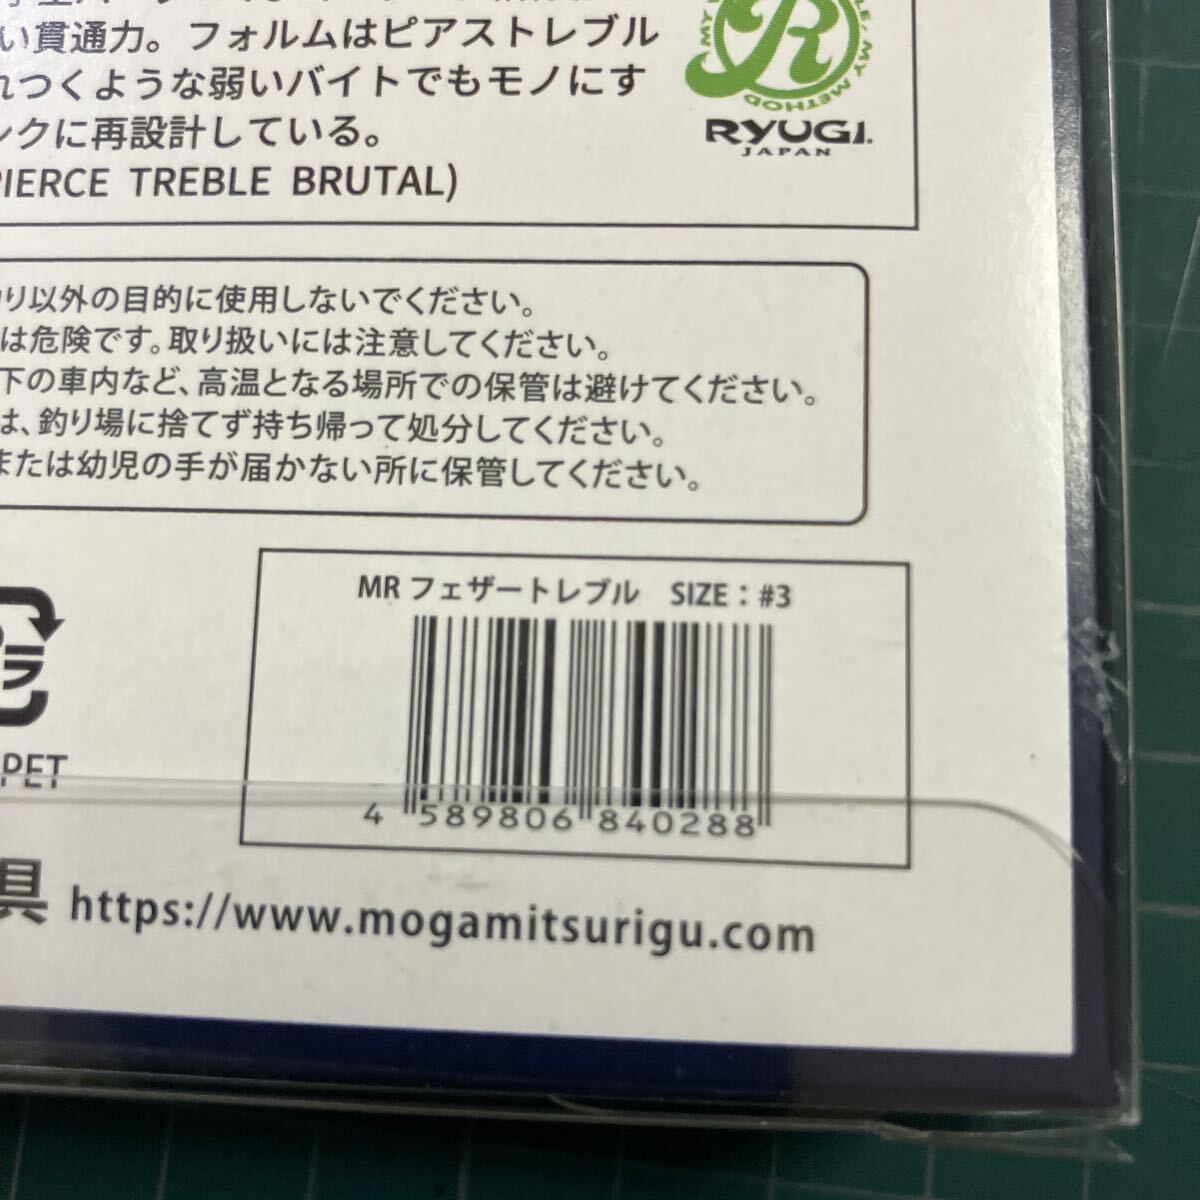 い貫通力。フォルムはピアストレブル
METHOD
れつくような弱いバイトでもモノにす
RYUGI.
JAPAN
ンクに再設計している。
PIERCE TREBLE BRUTAL)
り以外の目的に使用しないでください。
は危険です。取り扱いには注意してください。
下の車内など、高温となる場所での保管は避けてください。
は、釣り場に捨てず持ち帰って処分してください。
または幼児の手が届かない所に保管してください。
MR フェザートレブル SIZE：#3
プラ
PET
4 589806 840288
具 https://www.mogamitsurigu.com